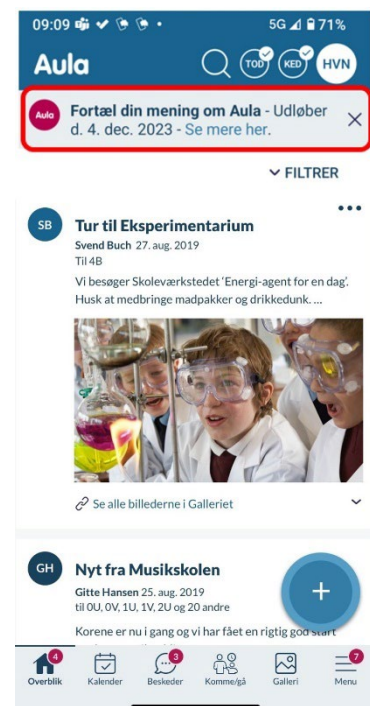 09:09
5G 71%
Aula
TOD
KED
HVN
Aula
Fortæl din mening om Aula - Udløber
d. 4. dec. 2023 - Se mere her.
FILTRER
SB
Tur til Eksperimentarium
Svend Buch 27. aug. 2019
Til 4B
Vi besøger Skoleværkstedet ‘Energi-agent for en dag’.
Husk at medbringe madpakker og drikkedunk. ...
Se alle billederne i Galleriet
GH
Nyt fra Musikskolen
Gitte Hansen 25. aug. 2019
til 0U, 0V, 1U, 1V, 2U og 20 andre
Korene er nu i gang og vi har fået en rigtig god start
4
3
7
Overblik
Kalender
Beskeder
Komme/gå
Galleri
Menu